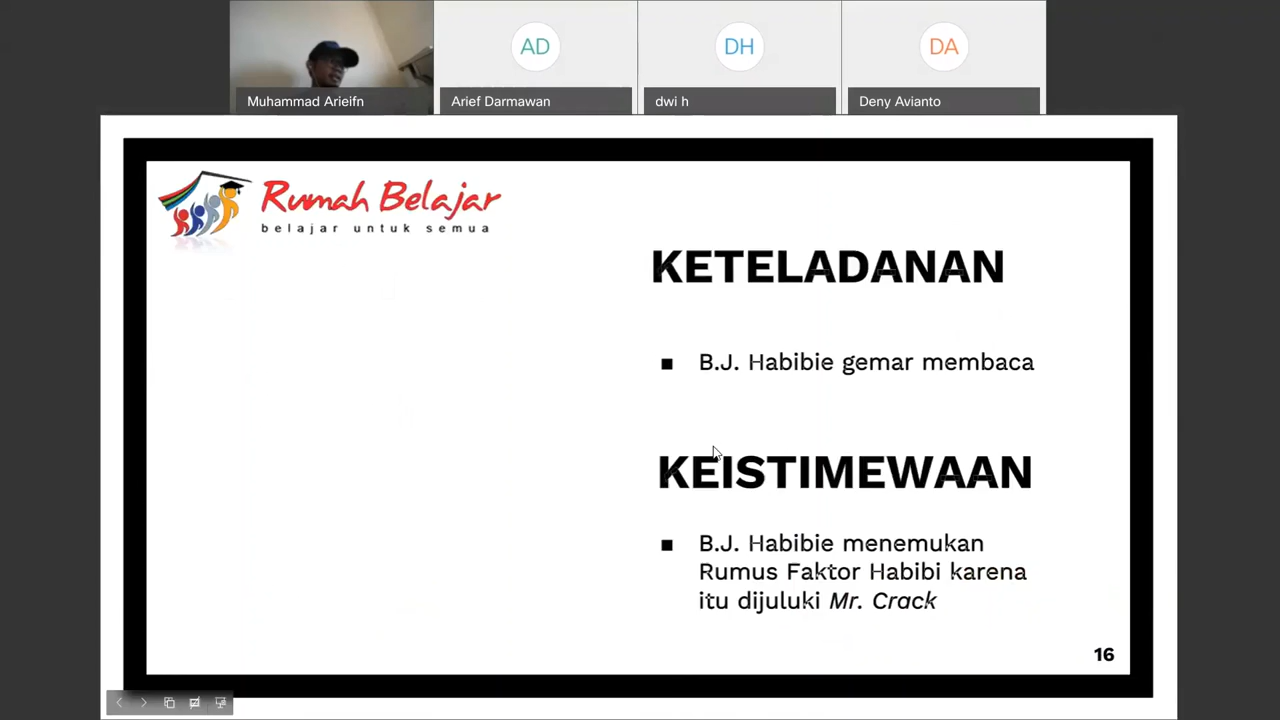 AD
DH
DA
Muhammad Arieifn
Arief Darmawan
dwi h
Deny Avianto
Rumah Belajar
belajar untuk semua
KETELADANAN
▪ B.J. Habibie gemar membaca
KEISTIMEWAAN
▪ B.J. Habibie menemukan
Rumus Faktor Habibi karena
itu dijuluki Mr. Crack
16